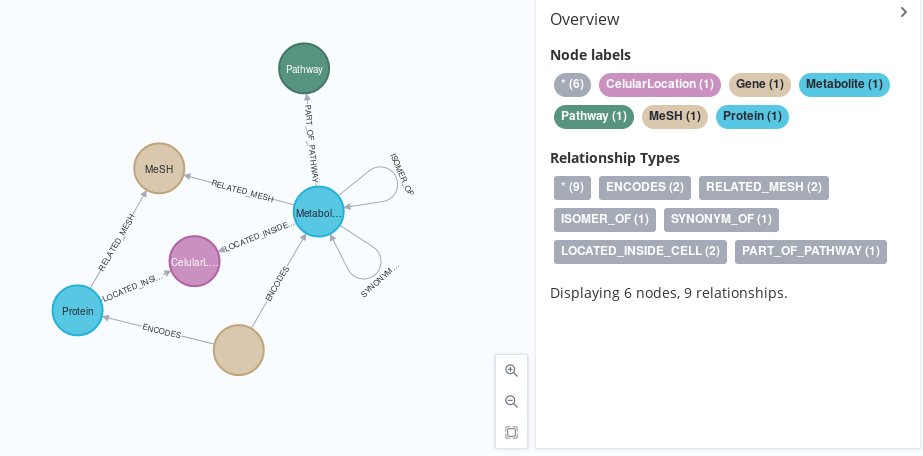 Pathway
PART_OF_PATHWAY
MeSH
RELATED_MESH
ISOMER_OF
Metabol...
RELATED_MESH
LOCATED_INSIDE...
CelularL...
LOCATED_INSI...
ENCODES
SYNONYM...
Protein
ENCODES
Overview
Node labels
* (6) CelularLocation (1) Gene (1) Metabolite (1)
Pathway (1) MeSH (1) Protein (1)
Relationship Types
* (9) ENCODES (2) RELATED_MESH (2)
ISOMER_OF (1) SYNONYM_OF (1)
LOCATED_INSIDE_CELL (2) PART_OF_PATHWAY (1)
Displaying 6 nodes, 9 relationships.